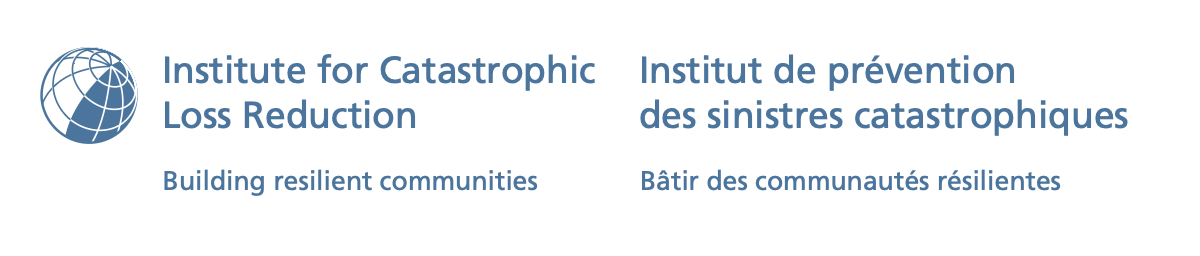 Institute for Catastrophic
Loss Reduction
Building resilient communities
Institut de prévention
des sinistres catastrophiques
Bâtir des communautés résilientes